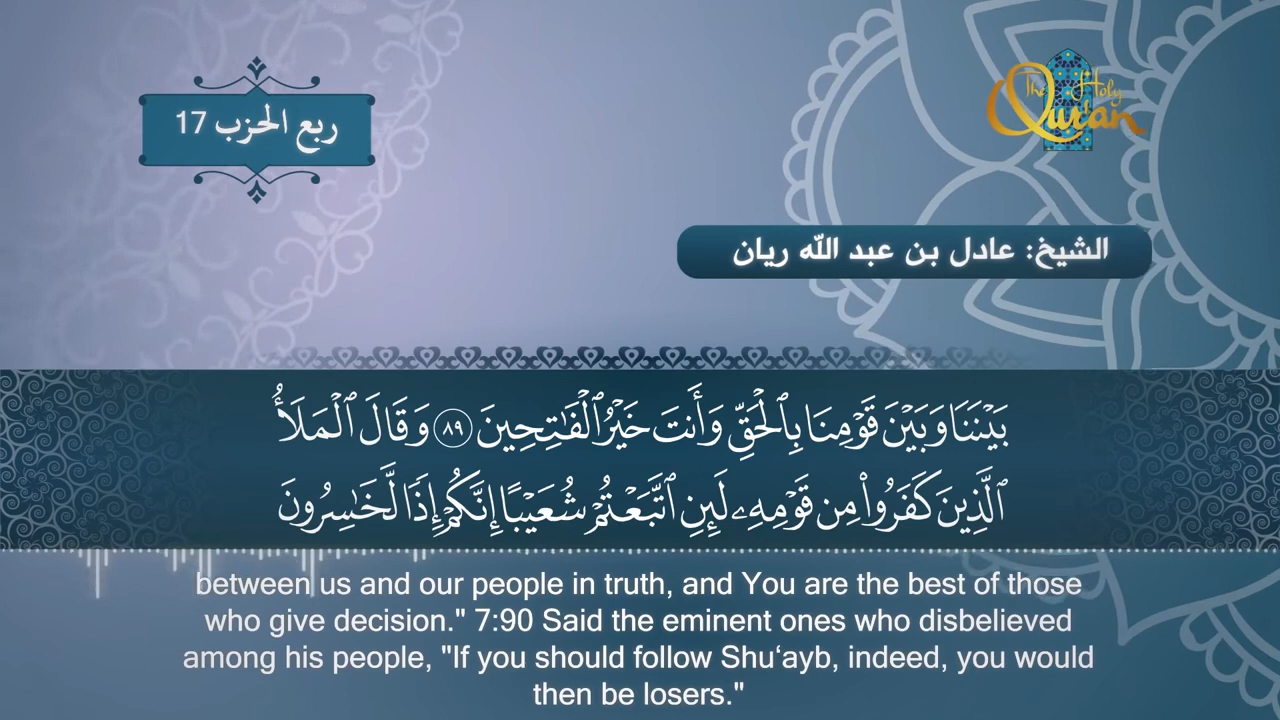 ربع الحزب 17
The Holy
Quran
الشيخ: عادل بن عبد الله ريان
بَيْنَنَا وَبَيْنَ قَوْمِنَا بِٱلْحَقِّ وَأَنتَ خَيْرُ ٱلْفَٰتِحِينَ ٨٩ وَقَالَ ٱلْمَلَأُ
ٱلَّذِينَ كَفَرُوا۟ مِن قَوْمِهِۦ لَئِنِ ٱتَّبَعْتُمْ شُعَيْبًا إِنَّكُمْ إِذًا لَّخَٰسِرُونَ
between us and our people in truth, and You are the best of those
who give decision." 7:90 Said the eminent ones who disbelieved
among his people, "If you should follow Shu‘ayb, indeed, you would
then be losers."